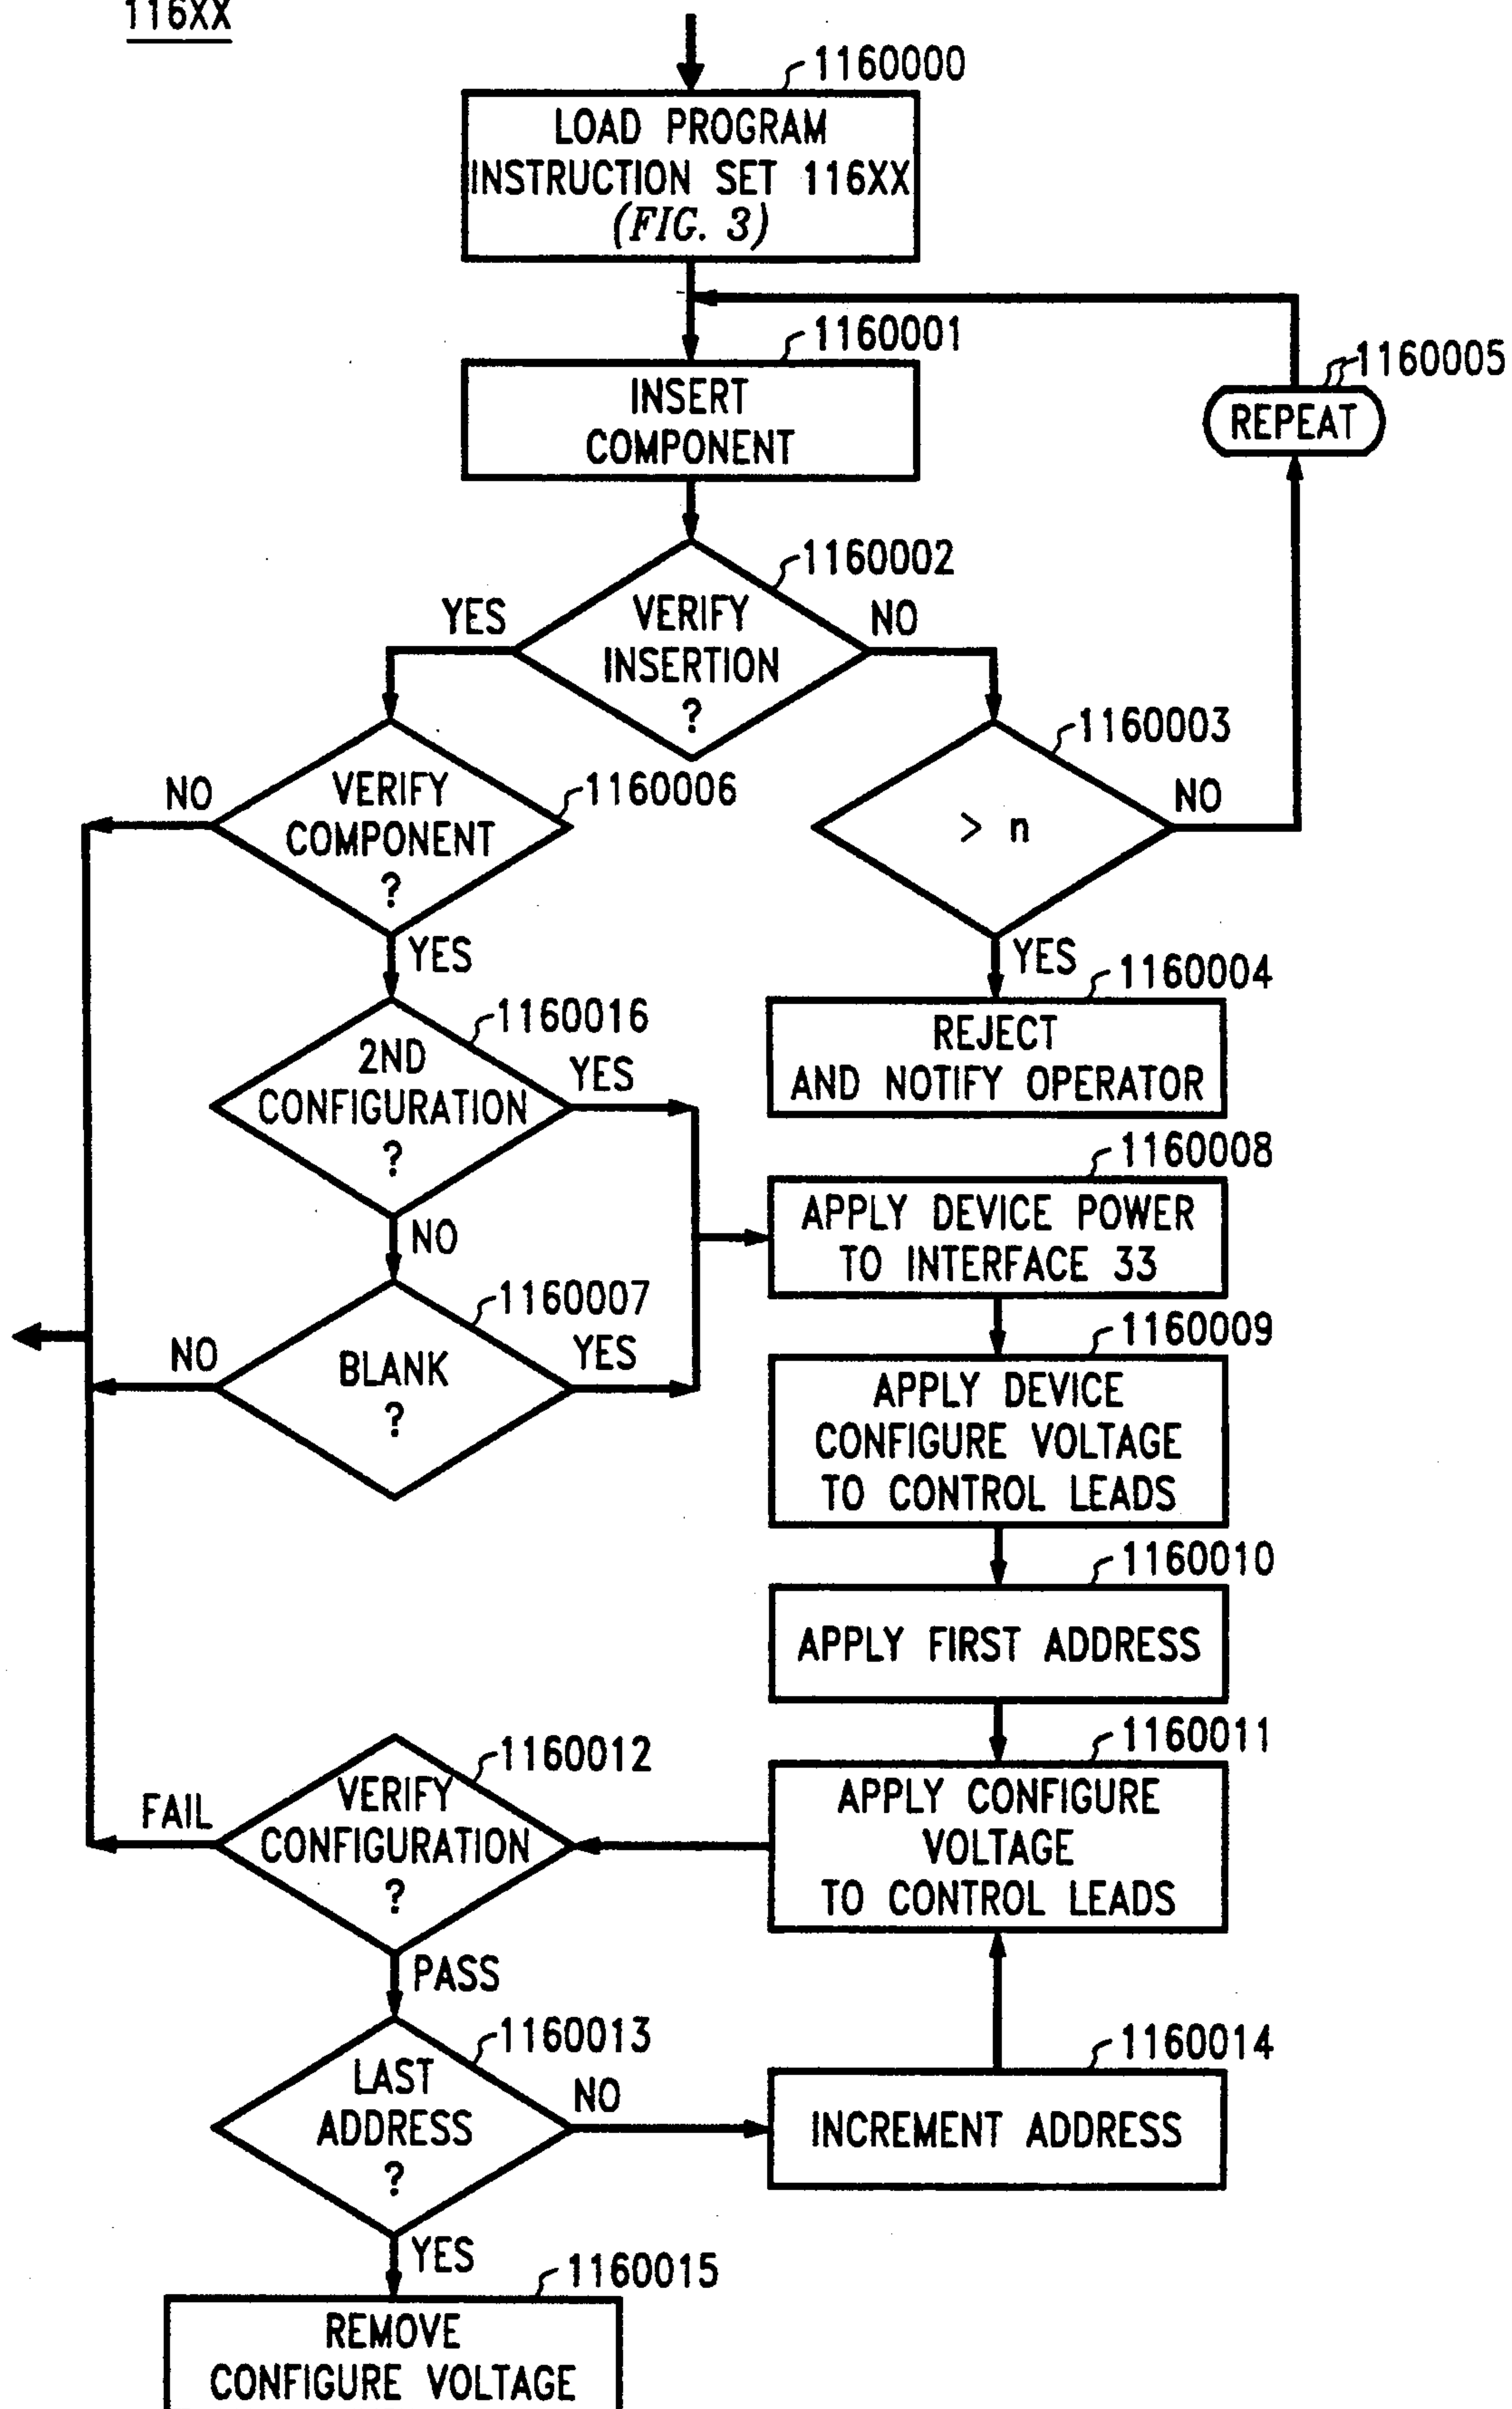 116XX
1160000
LOAD PROGRAM
INSTRUCTION SET 116XX
(FIG. 3)
1160001
INSERT
COMPONENT
1160005
REPEAT
1160002
VERIFY
INSERTION
?
YES
NO
1160003
> n
NO
YES
1160006
VERIFY
COMPONENT
?
NO
YES
1160004
REJECT
AND NOTIFY OPERATOR
1160016
2ND
CONFIGURATION
?
YES
NO
1160008
APPLY DEVICE POWER
TO INTERFACE 33
1160007
BLANK
?
NO
YES
1160009
APPLY DEVICE
CONFIGURE VOLTAGE
TO CONTROL LEADS
1160010
APPLY FIRST ADDRESS
1160011
APPLY CONFIGURE
VOLTAGE
TO CONTROL LEADS
1160012
VERIFY
CONFIGURATION
?
FAIL
PASS
1160013
LAST
ADDRESS
?
NO
YES
1160014
INCREMENT ADDRESS
1160015
REMOVE
CONFIGURE VOLTAGE